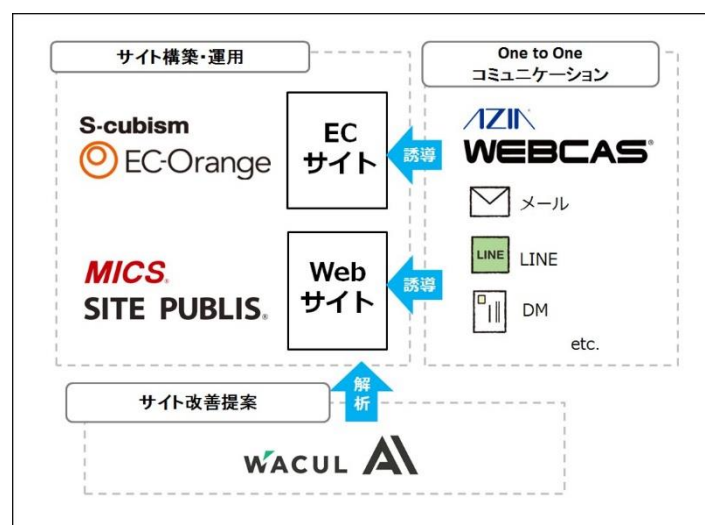 サイト構築・運用
S-cubism
EC-Orange
EC
サイト
MICS®
SITE PUBLIS®
Web
サイト
One to One
コミュニケーション
AZIA
WEBCAS®
誘導
メール
LINE
LINE
誘導
DM
etc.
解
析
サイト改善提案
WACUL AI